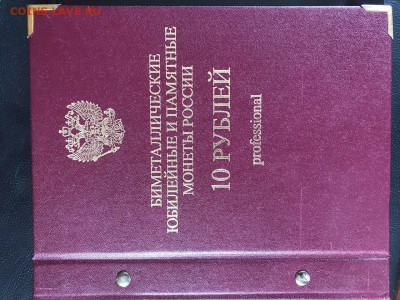 COINS.LAVE.RU
БИМЕТАЛЛИЧЕСКИЕ
ЮБИЛЕЙНЫЕ И ПАМЯТНЫЕ
МОНЕТЫ РОССИИ
10 РУБЛЕЙ
professional